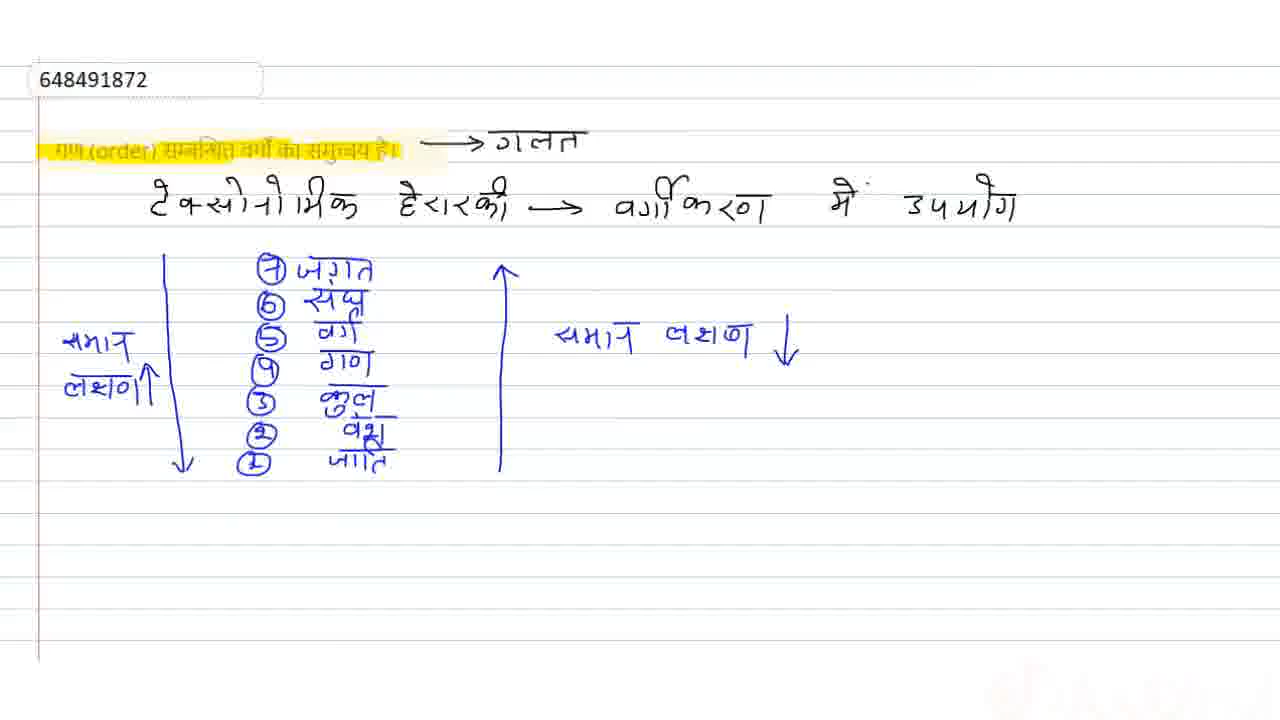 648491872
गण (order) सम्बन्धित वर्गों का समुच्चय है। → गलत
टेक्सोनोमिक हेरारकी → वर्गीकरण में उपयोग
7 जगत
6 संघ
5 वर्ग
4 गण
3 कुल
2 वंश
1 जाति
समान
लक्षण ↑
समान लक्षण ↓